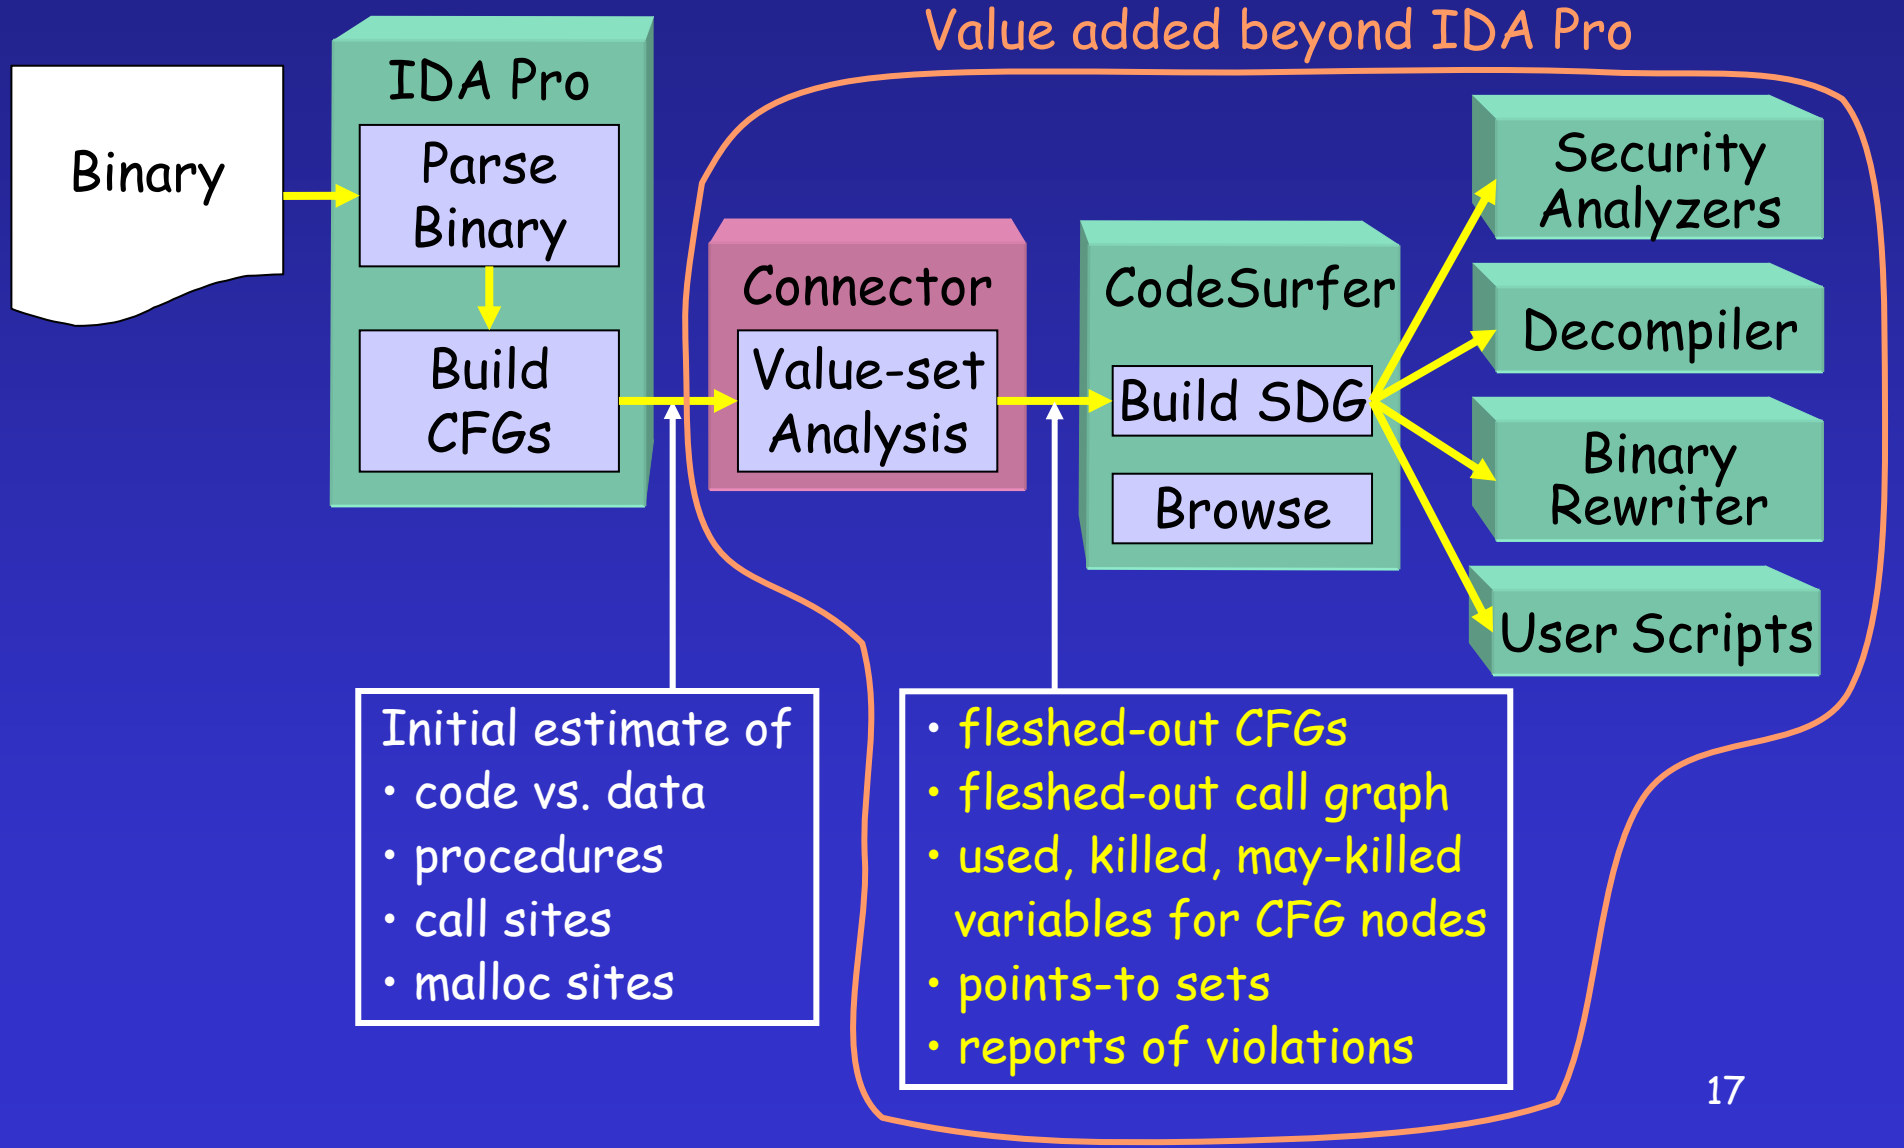 Value added beyond IDA Pro
Binary
IDA Pro
Parse
Binary
Build
CFGs
Connector
Value-set
Analysis
CodeSurfer
Build SDG
Browse
Security
Analyzers
Decompiler
Binary
Rewriter
User Scripts
Initial estimate of
• code vs. data
• procedures
• call sites
• malloc sites
• fleshed-out CFGs
• fleshed-out call graph
• used, killed, may-killed
variables for CFG nodes
• points-to sets
• reports of violations
17